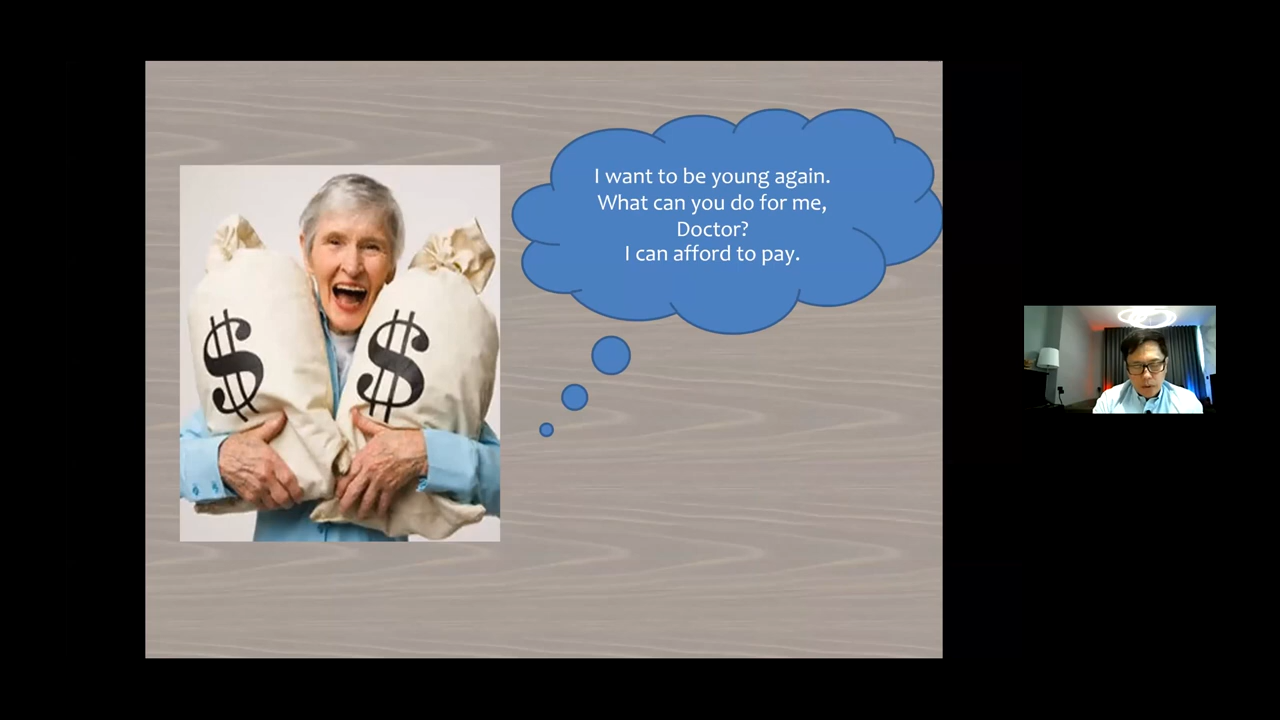 I want to be young again.
What can you do for me,
Doctor?
I can afford to pay.
$
$